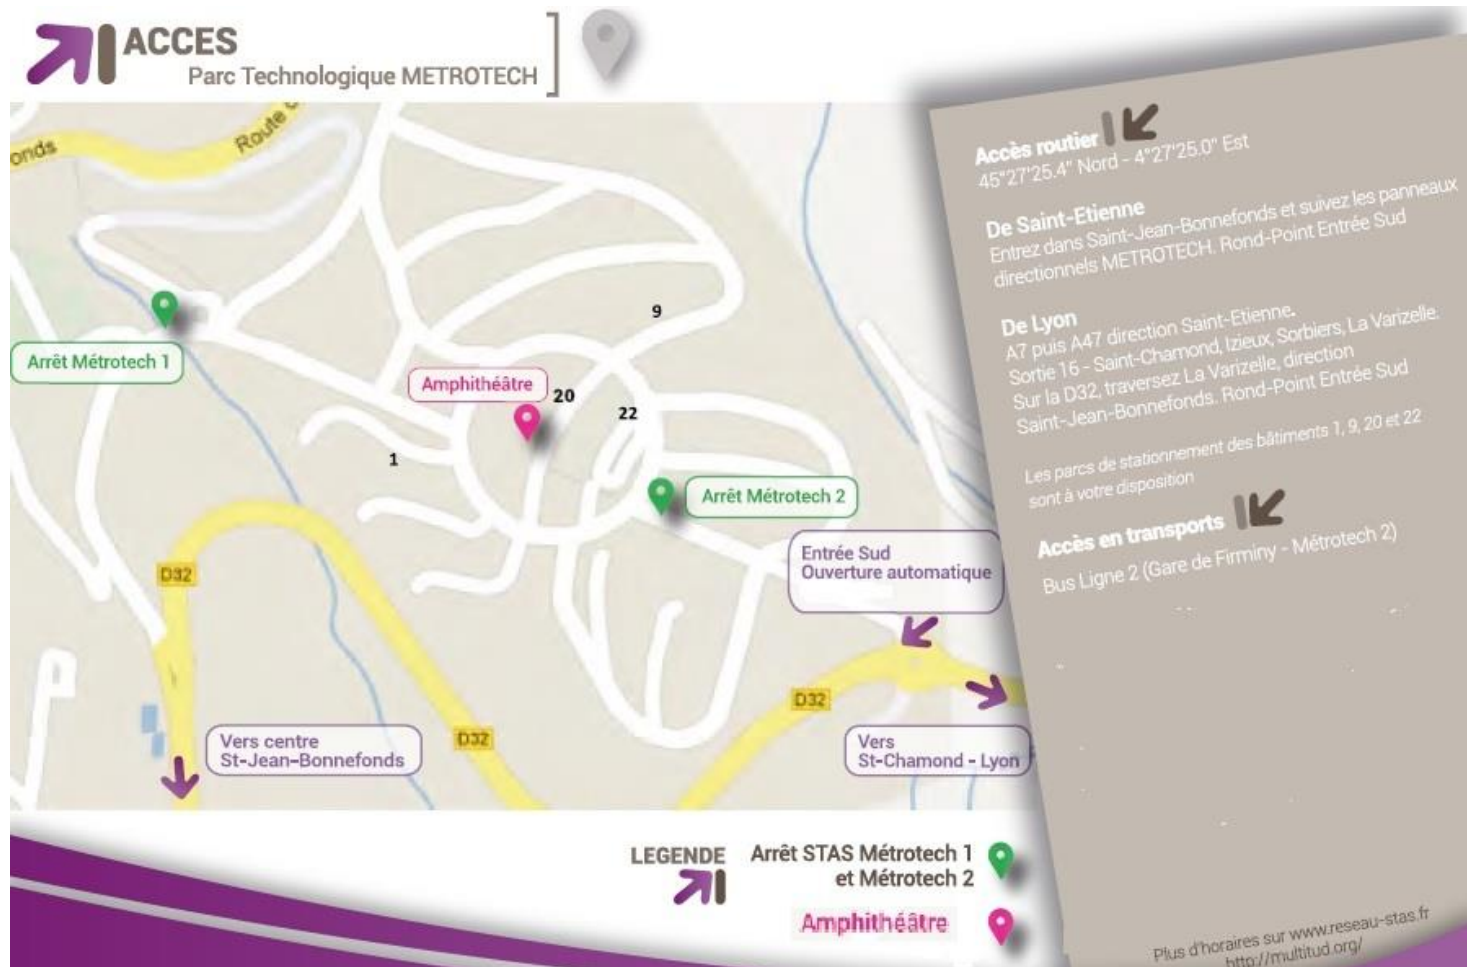 ACCES
Parc Technologique METROTECH
onds
Route
Arrêt Métrotech 1
Amphithéâtre
9
20
22
1
Arrêt Métrotech 2
Entrée Sud
Ouverture automatique
D32
D32
D32
Vers centre
St-Jean-Bonnefonds
Vers
St-Chamond - Lyon
LEGENDE
Arrêt STAS Métrotech 1
et Métrotech 2
Amphithéâtre
Accès routier
45°27'25.4" Nord - 4°27'25.0" Est
De Saint-Etienne
Entrez dans Saint-Jean-Bonnefonds et suivez les panneaux
directionnels METROTECH. Rond-Point Entrée Sud
De Lyon
A7 puis A47 direction Saint-Etienne.
Sortie 16 - Saint-Chamond, Izieux, Sorbiers, La Varizelle.
Sur la D32, traversez La Varizelle, direction
Saint-Jean-Bonnefonds. Rond-Point Entrée Sud
Les parcs de stationnement des bâtiments 1, 9, 20 et 22
sont à votre disposition
Accès en transports
Bus Ligne 2 (Gare de Firminy - Métrotech 2)
Plus d'horaires sur www.reseau-stas.fr
http://multitud.org/